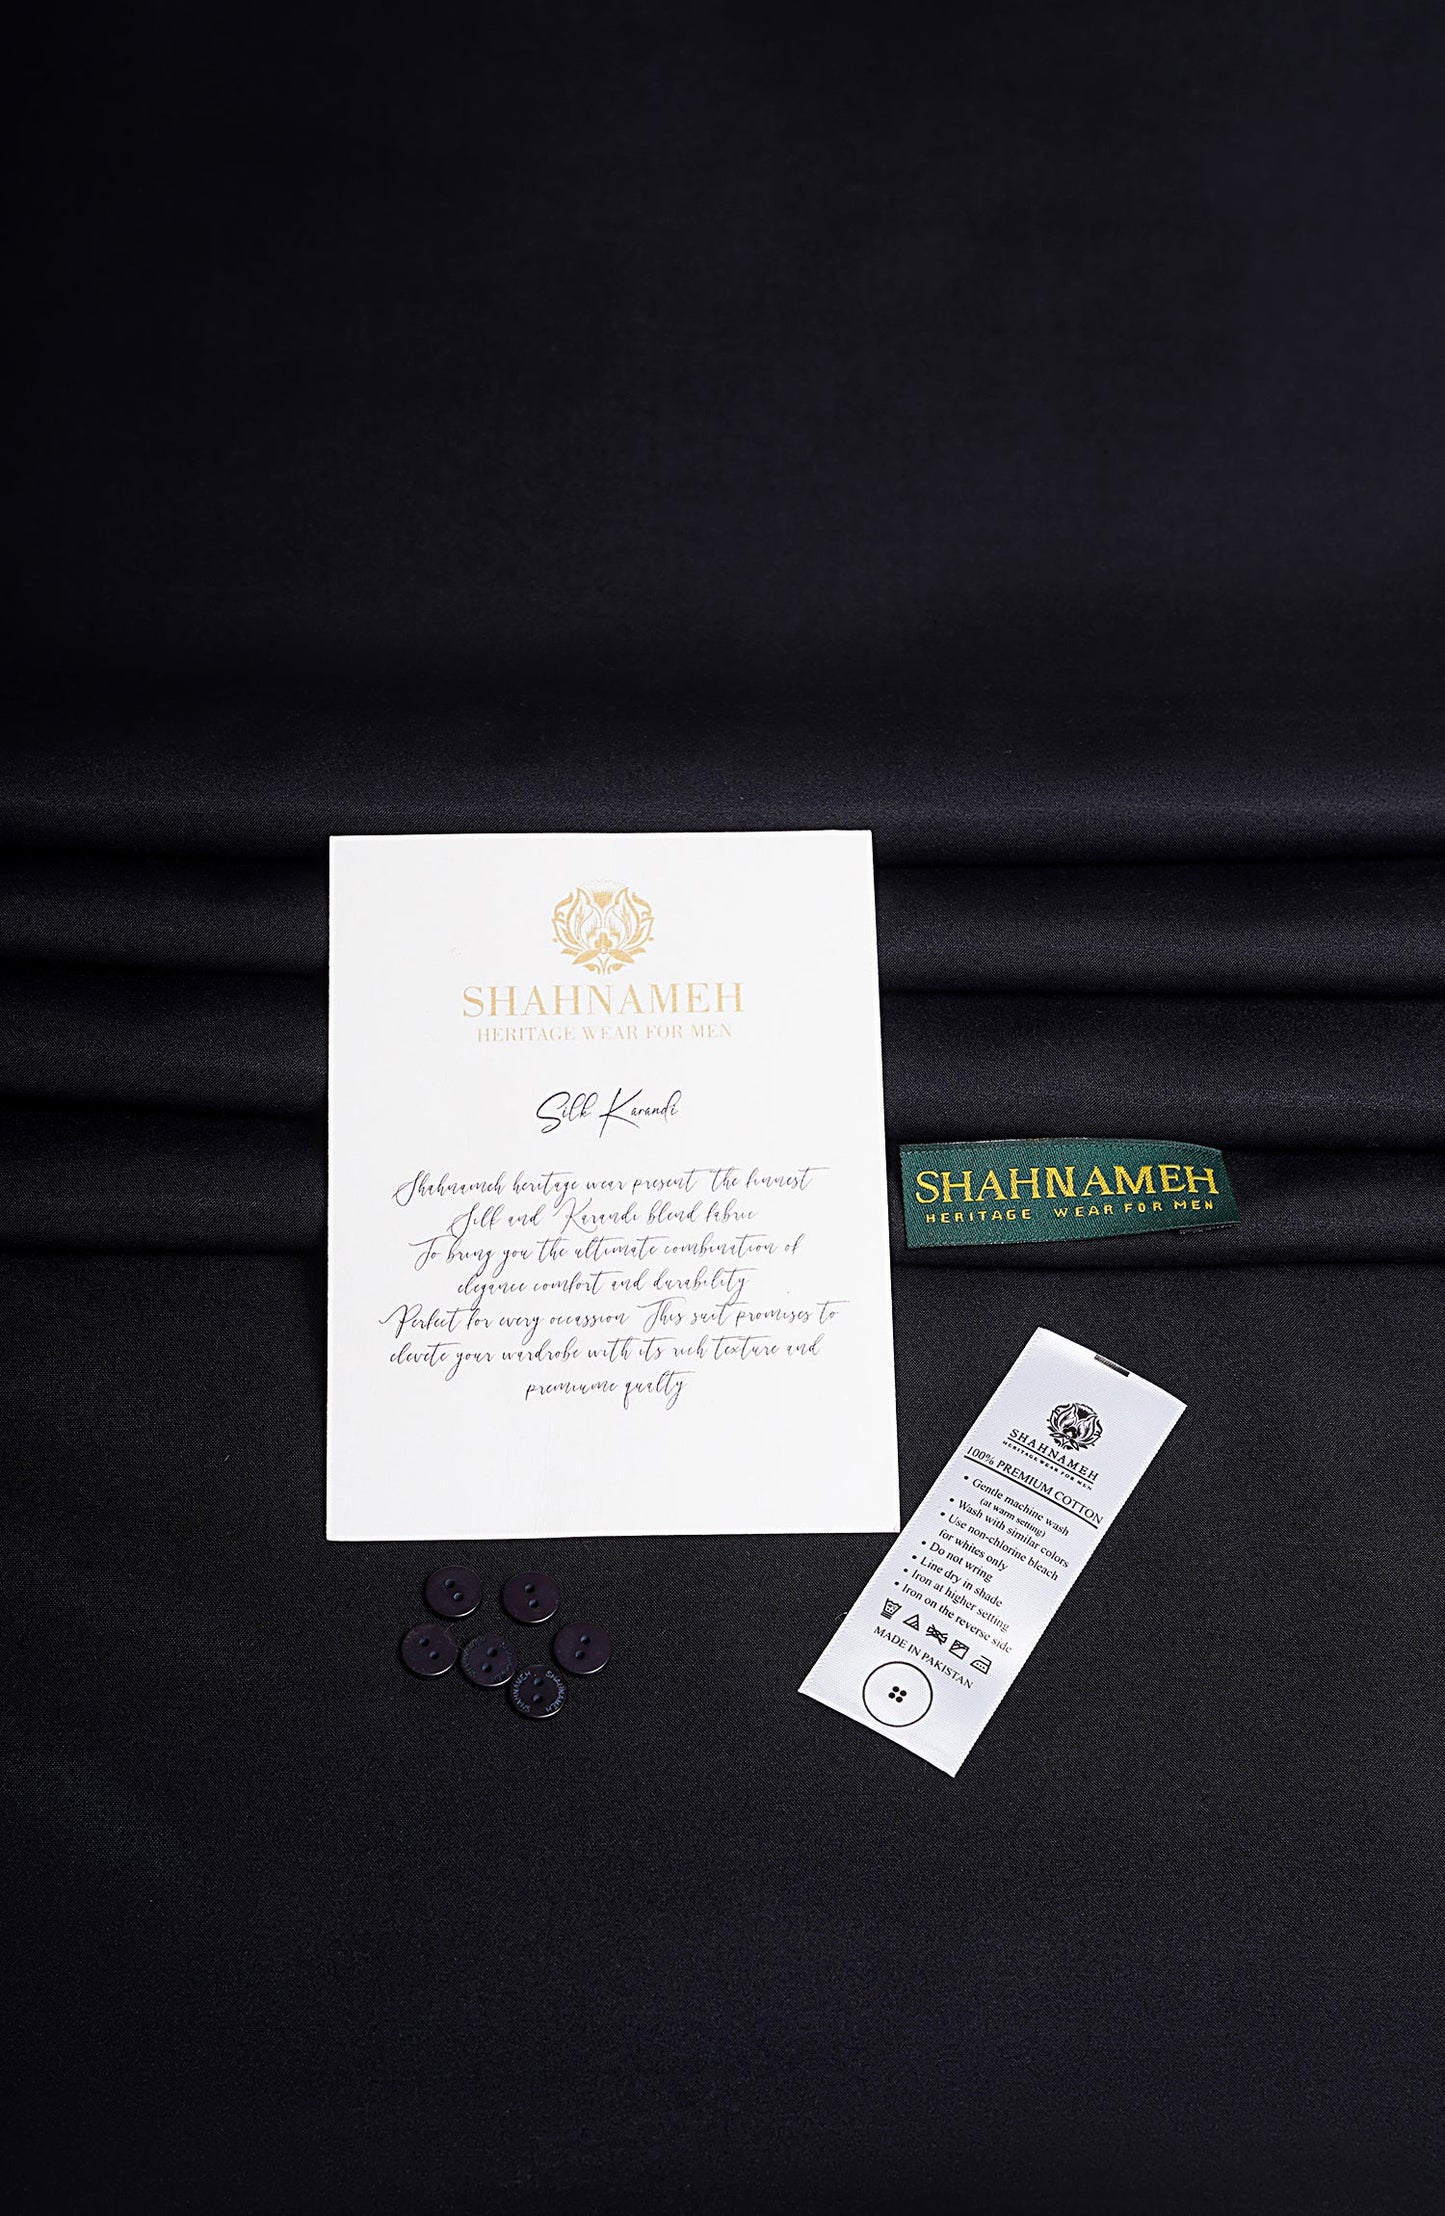 SHAHNAMEH
HERITAGE WEAR FOR MEN
Silk Karandi
Shahnameh heritage wear present the finnest
Silk and Karandi blend fabric
To bring you the ultimate combination of
elegance comfort and durability
Perfect for every occassion This suit promises to
elevete your wardrobe with its rich texture and
premiume qualty
SHAHNAMEH
HERITAGE WEAR FOR MEN
SHAHNAMEH
HERITAGE WEAR FOR MEN
100% PREMIUM COTTON
• Gentle machine wash
(at warm setting)
• Wash with similar colors
• Use non-chlorine bleach
for whites only
• Do not wring
• Line dry in shade
• Iron at higher setting
• Iron on the reverse side
MADE IN PAKISTAN
SHAHNAMEH SHAHNAMEH